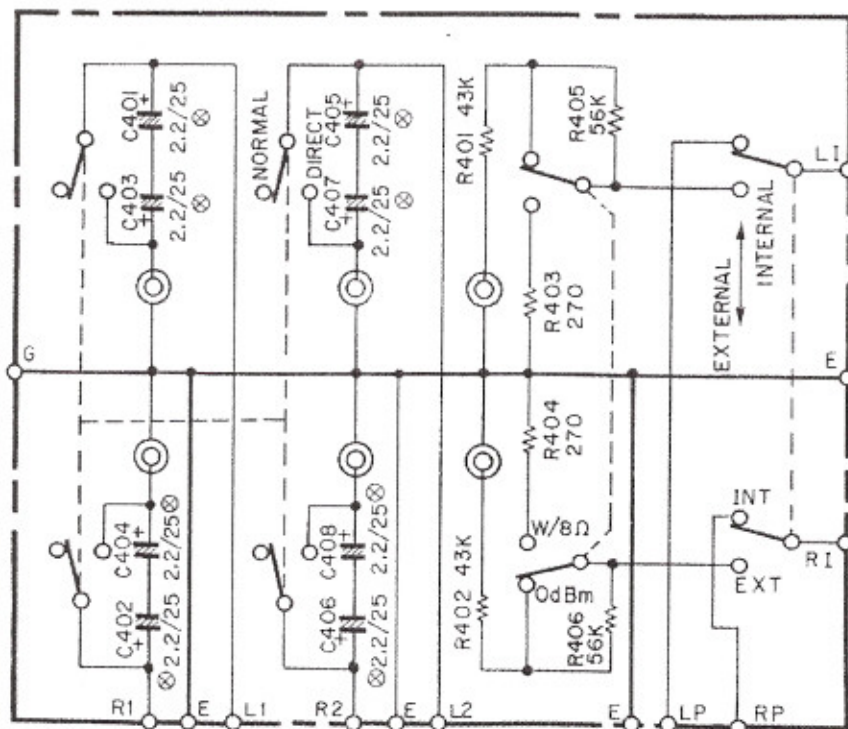 C401
+
2.2/25
⊗
C403
+
2.2/25
⊗
NORMAL
DIRECT
C405
+
2.2/25
⊗
C407
+
2.2/25
⊗
R401 43K
R405
56K
R403
270
LI
INTERNAL
EXTERNAL
G
E
R404
270
C404
+
2.2/25
⊗
C402
+
2.2/25
⊗
C408
+
2.2/25
⊗
C406
+
2.2/25
⊗
R402 43K
W/8Ω
0dBm
R406
56K
INT
EXT
RI
R1
E
L1
R2
E
L2
E
LP
RP